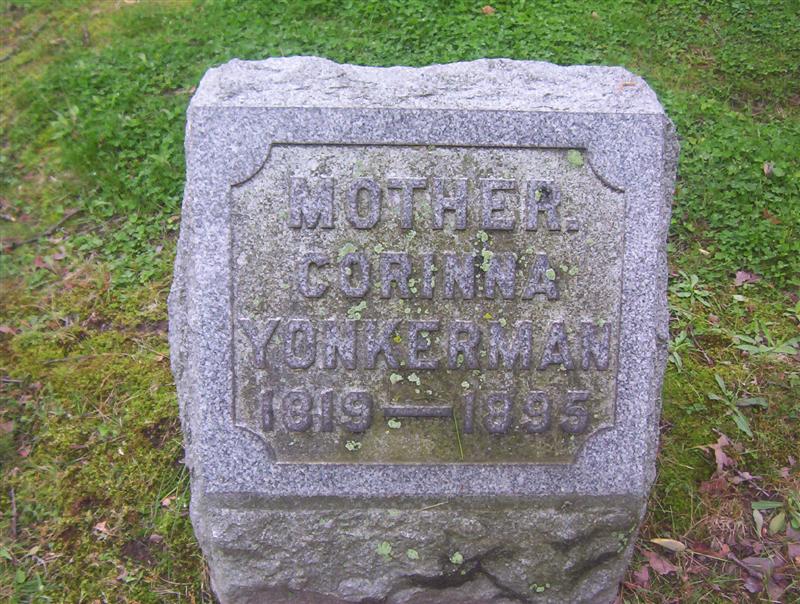 MOTHER.
CORINNA
YONKERMAN
1819 — 1895